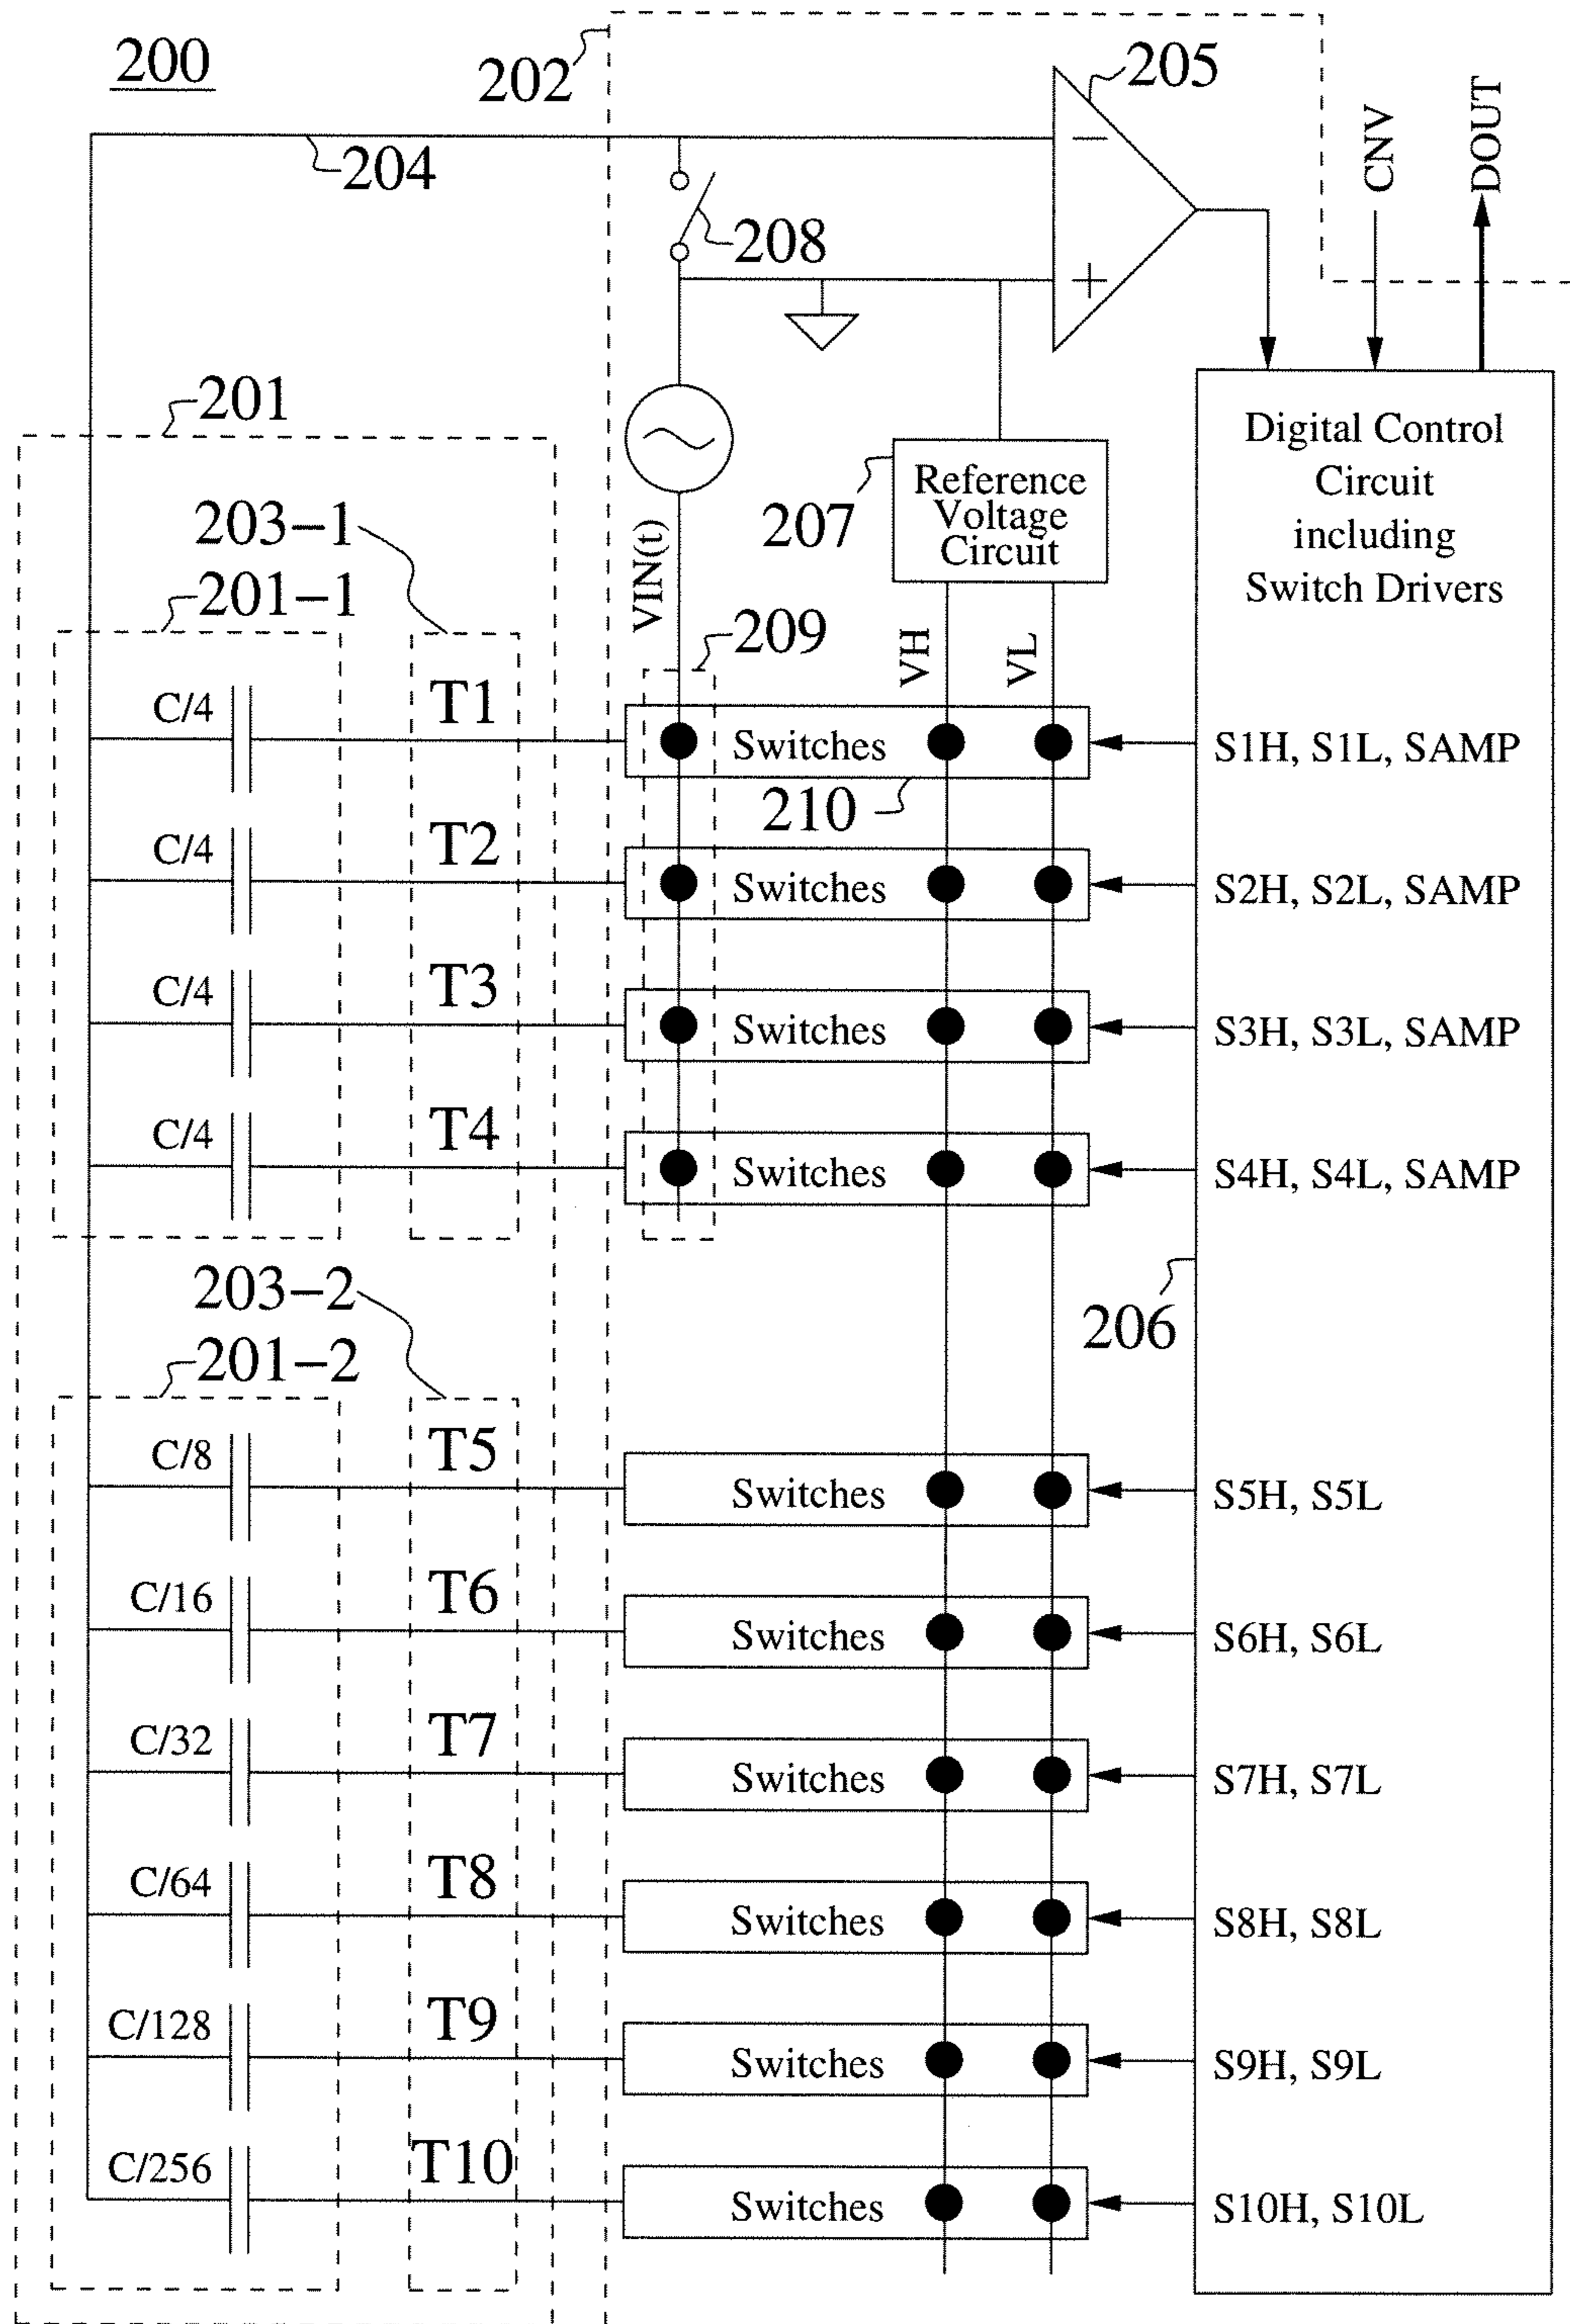 200
202
205
CNV
DOUT
204
−
208
+
201
203−1
201−1
VIN(t)
207
Reference
Voltage
Circuit
Digital Control
Circuit
including
Switch Drivers
209
VH
VL
C/4
T1
Switches
S1H, S1L, SAMP
210
C/4
T2
Switches
S2H, S2L, SAMP
C/4
T3
Switches
S3H, S3L, SAMP
C/4
T4
Switches
S4H, S4L, SAMP
203−2
201−2
206
C/8
T5
Switches
S5H, S5L
C/16
T6
Switches
S6H, S6L
C/32
T7
Switches
S7H, S7L
C/64
T8
Switches
S8H, S8L
C/128
T9
Switches
S9H, S9L
C/256
T10
Switches
S10H, S10L